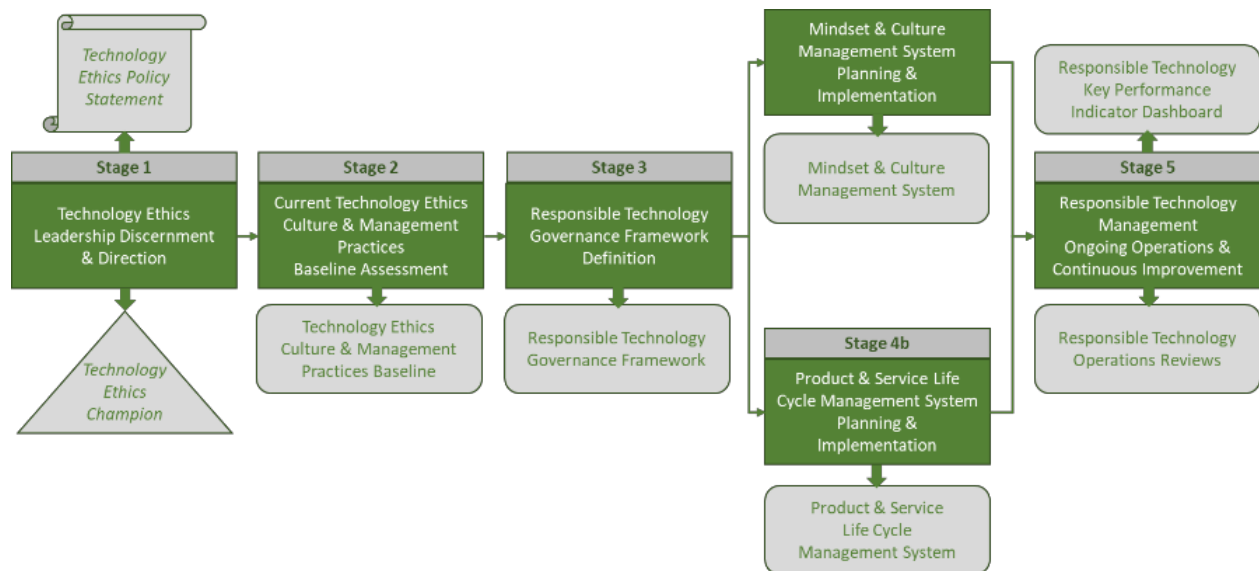 Technology
Ethics Policy
Statement
Stage 1
Technology Ethics
Leadership Discernment
& Direction
Technology
Ethics
Champion
Stage 2
Current Technology Ethics
Culture & Management
Practices
Baseline Assessment
Technology Ethics
Culture & Management
Practices Baseline
Stage 3
Responsible Technology
Governance Framework
Definition
Responsible Technology
Governance Framework
Mindset & Culture
Management System
Planning &
Implementation
Mindset & Culture
Management System
Stage 4b
Product & Service Life
Cycle Management System
Planning &
Implementation
Product & Service
Life Cycle
Management System
Responsible Technology
Key Performance
Indicator Dashboard
Stage 5
Responsible Technology
Management
Ongoing Operations &
Continuous Improvement
Responsible Technology
Operations Reviews